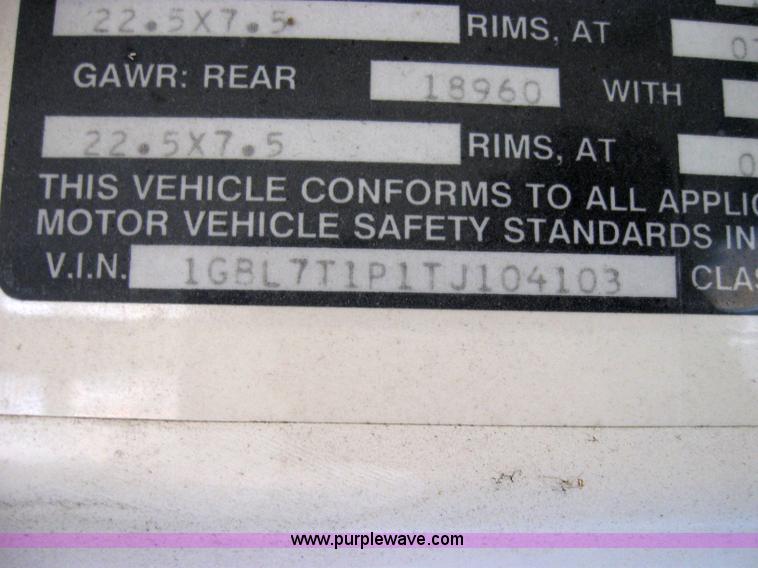 22.5X7.5 RIMS, AT
GAWR: REAR 18960 WITH
22.5X7.5 RIMS, AT 0
THIS VEHICLE CONFORMS TO ALL APPLIC
MOTOR VEHICLE SAFETY STANDARDS IN
V.I.N. 1GBL7T1P1TJ104103 CLAS
www.purplewave.com